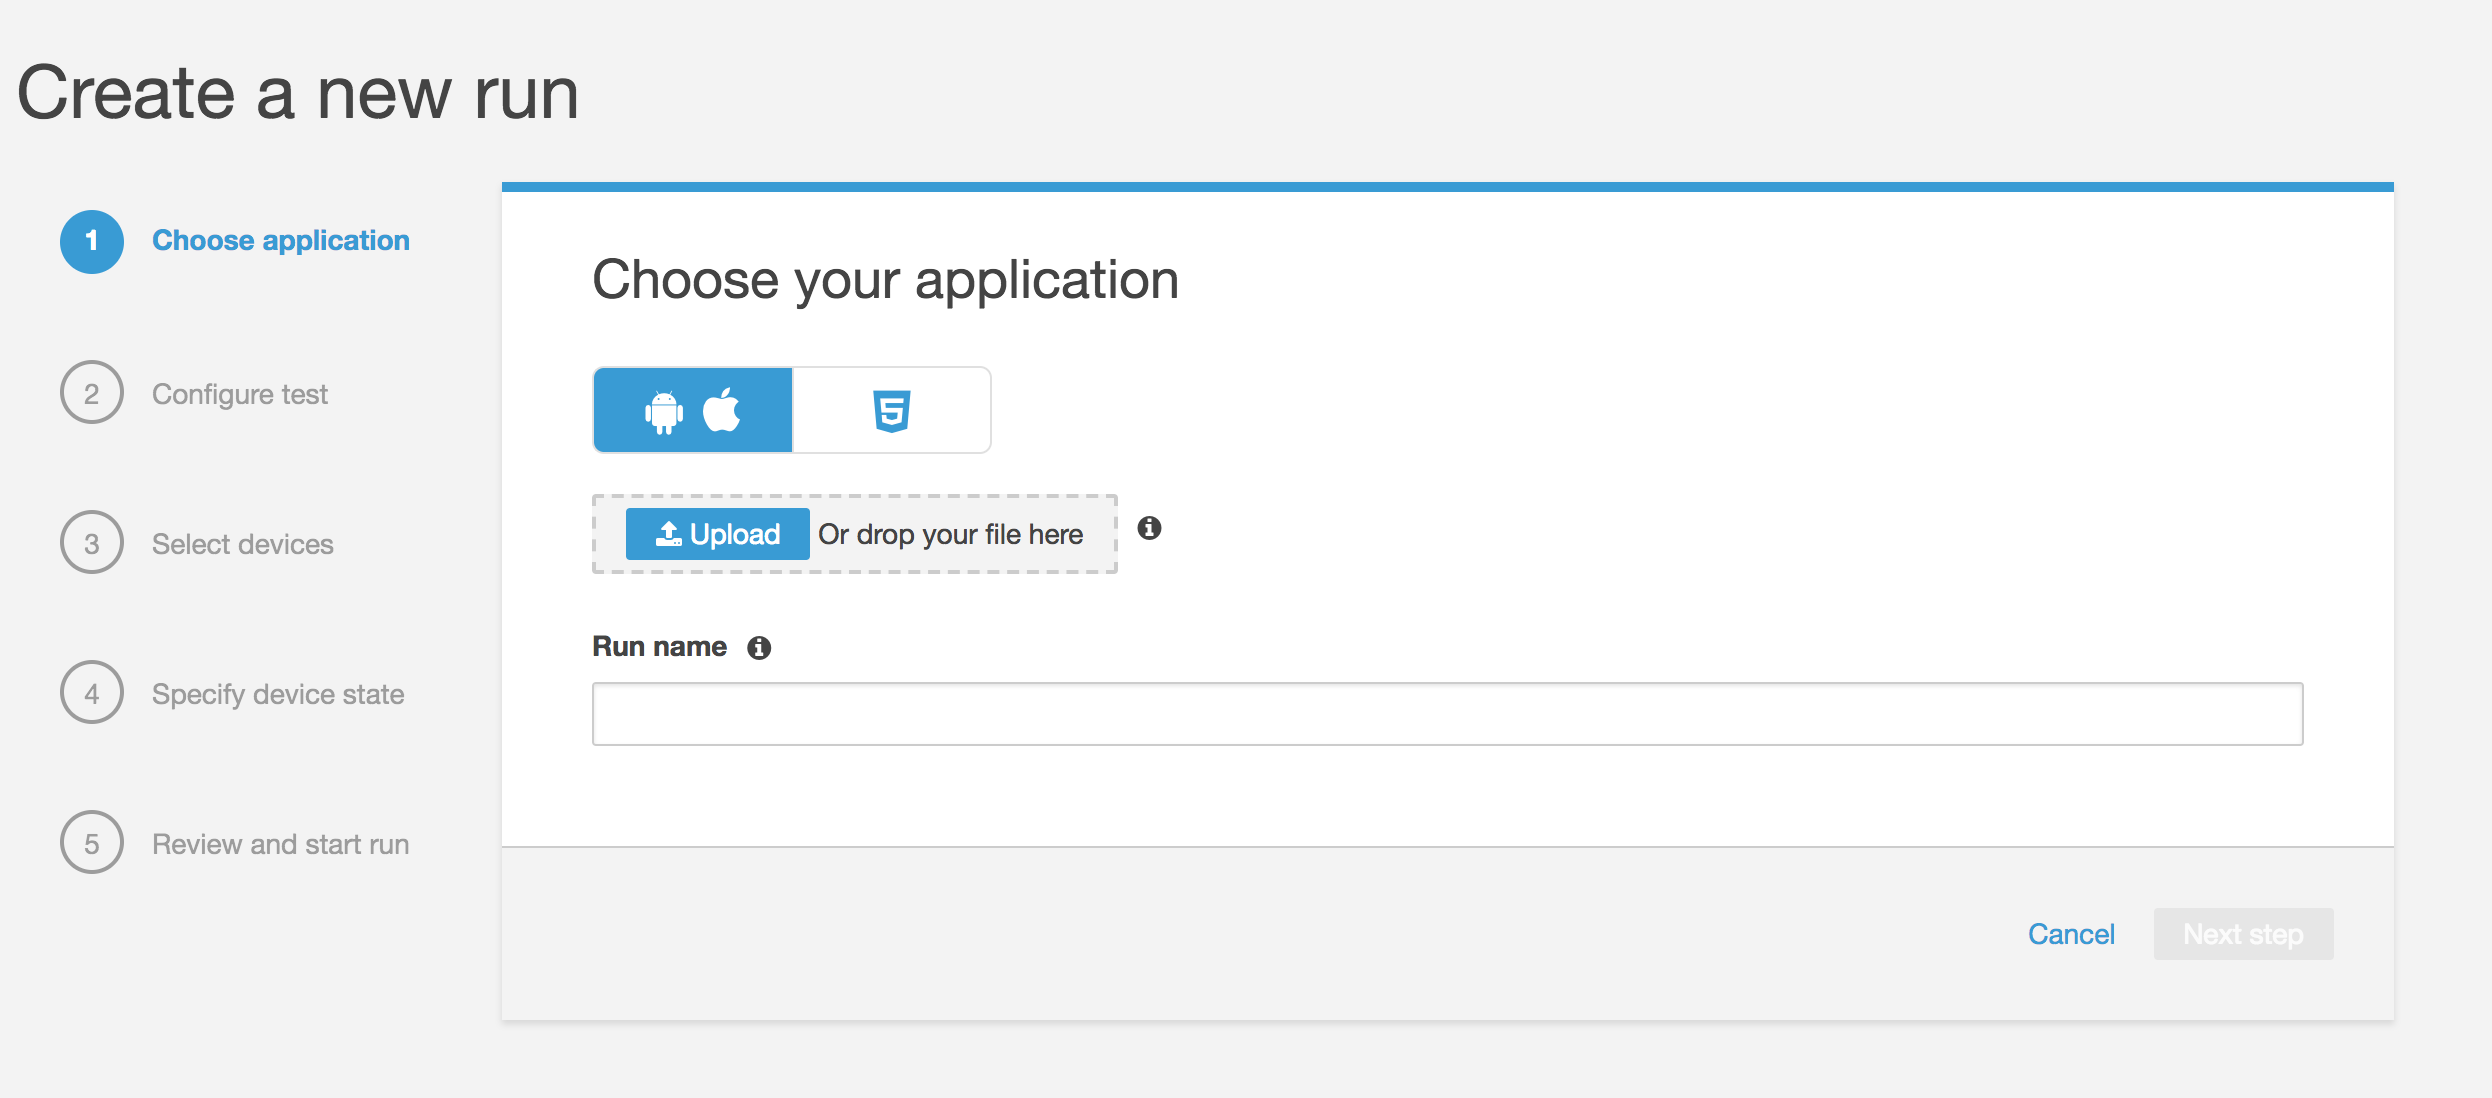 Create a new run
1 Choose application
2 Configure test
3 Select devices
4 Specify device state
5 Review and start run
Choose your application
Upload Or drop your file here
Run name
Cancel Next step